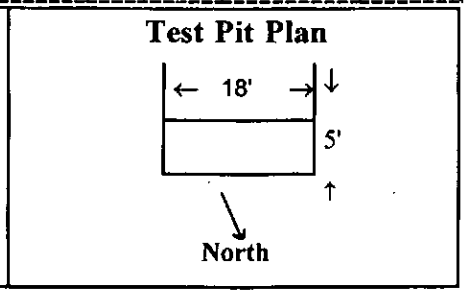 Test Pit Plan
← 18' → ↓
5'
↑
North